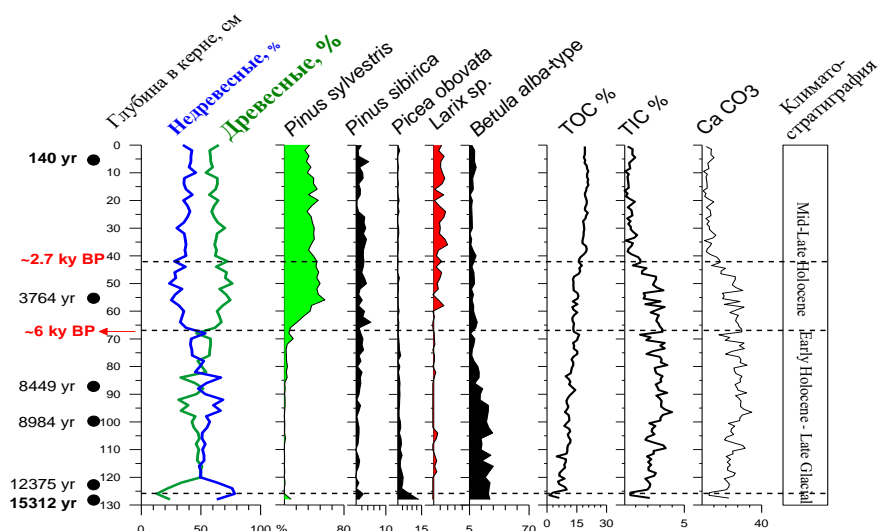 Глубина в керне, см
Недревесные, %
Древесные, %
Pinus sylvestris
Pinus sibirica
Picea obovata
Larix sp.
Betula alba-type
TOC %
TIC %
Ca CO3
Климато-
стратиграфия
140 yr
~2.7 ky BP
3764 yr
~6 ky BP
8449 yr
8984 yr
12375 yr
15312 yr
0
10
20
30
40
50
60
70
80
90
100
110
120
130
Mid-Late Holocene
Early Holocene - Late Glacial
0 50 100 % 80 10 15 5 70 0 15 30 5 40